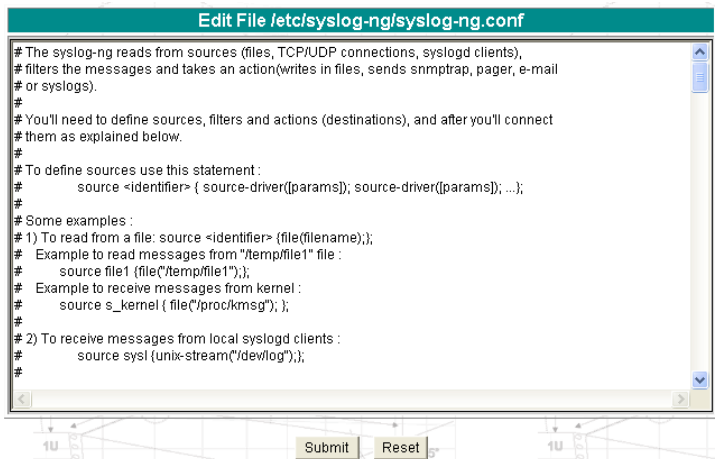 Edit File /etc/syslog-ng/syslog-ng.conf
# The syslog-ng reads from sources (files, TCP/UDP connections, syslogd clients),
# filters the messages and takes an action(writes in files, sends snmptrap, pager, e-mail
# or syslogs).
#
# You'll need to define sources, filters and actions (destinations), and after you'll connect
# them as explained below.
#
# To define sources use this statement :
# source <identifier> { source-driver([params]); source-driver([params]); ...};
#
# Some examples :
# 1) To read from a file: source <identifier> {file(filename);};
# Example to read messages from "/temp/file1" file :
# source file1 {file("/temp/file1");};
# Example to receive messages from kernel :
# source s_kernel { file("/proc/kmsg"); };
#
# 2) To receive messages from local syslogd clients :
# source sysl {unix-stream("/dev/log");};
#
1U
Submit
Reset
5"
1U